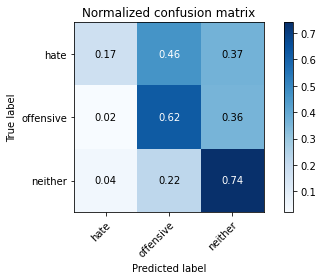 Normalized confusion matrix
True label
hate 0.17 0.46 0.37
offensive 0.02 0.62 0.36
neither 0.04 0.22 0.74
hate offensive neither
Predicted label
0.7
0.6
0.5
0.4
0.3
0.2
0.1